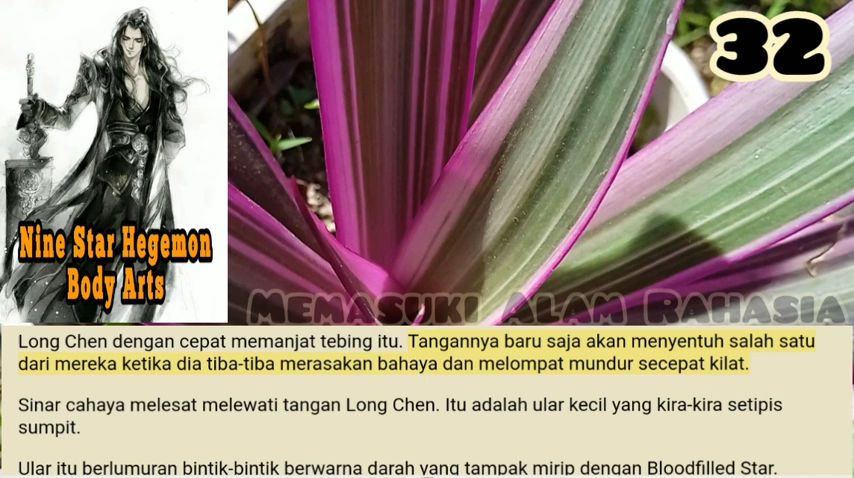 32
Nine Star Hegemon
Body Arts
Memasuki Alam Rahasia
Long Chen dengan cepat memanjat tebing itu. Tangannya baru saja akan menyentuh salah satu
dari mereka ketika dia tiba-tiba merasakan bahaya dan melompat mundur secepat kilat.
Sinar cahaya melesat melewati tangan Long Chen. Itu adalah ular kecil yang kira-kira setipis
sumpit.
Ular itu berlumuran bintik-bintik berwarna darah yang tampak mirip dengan Bloodfilled Star.